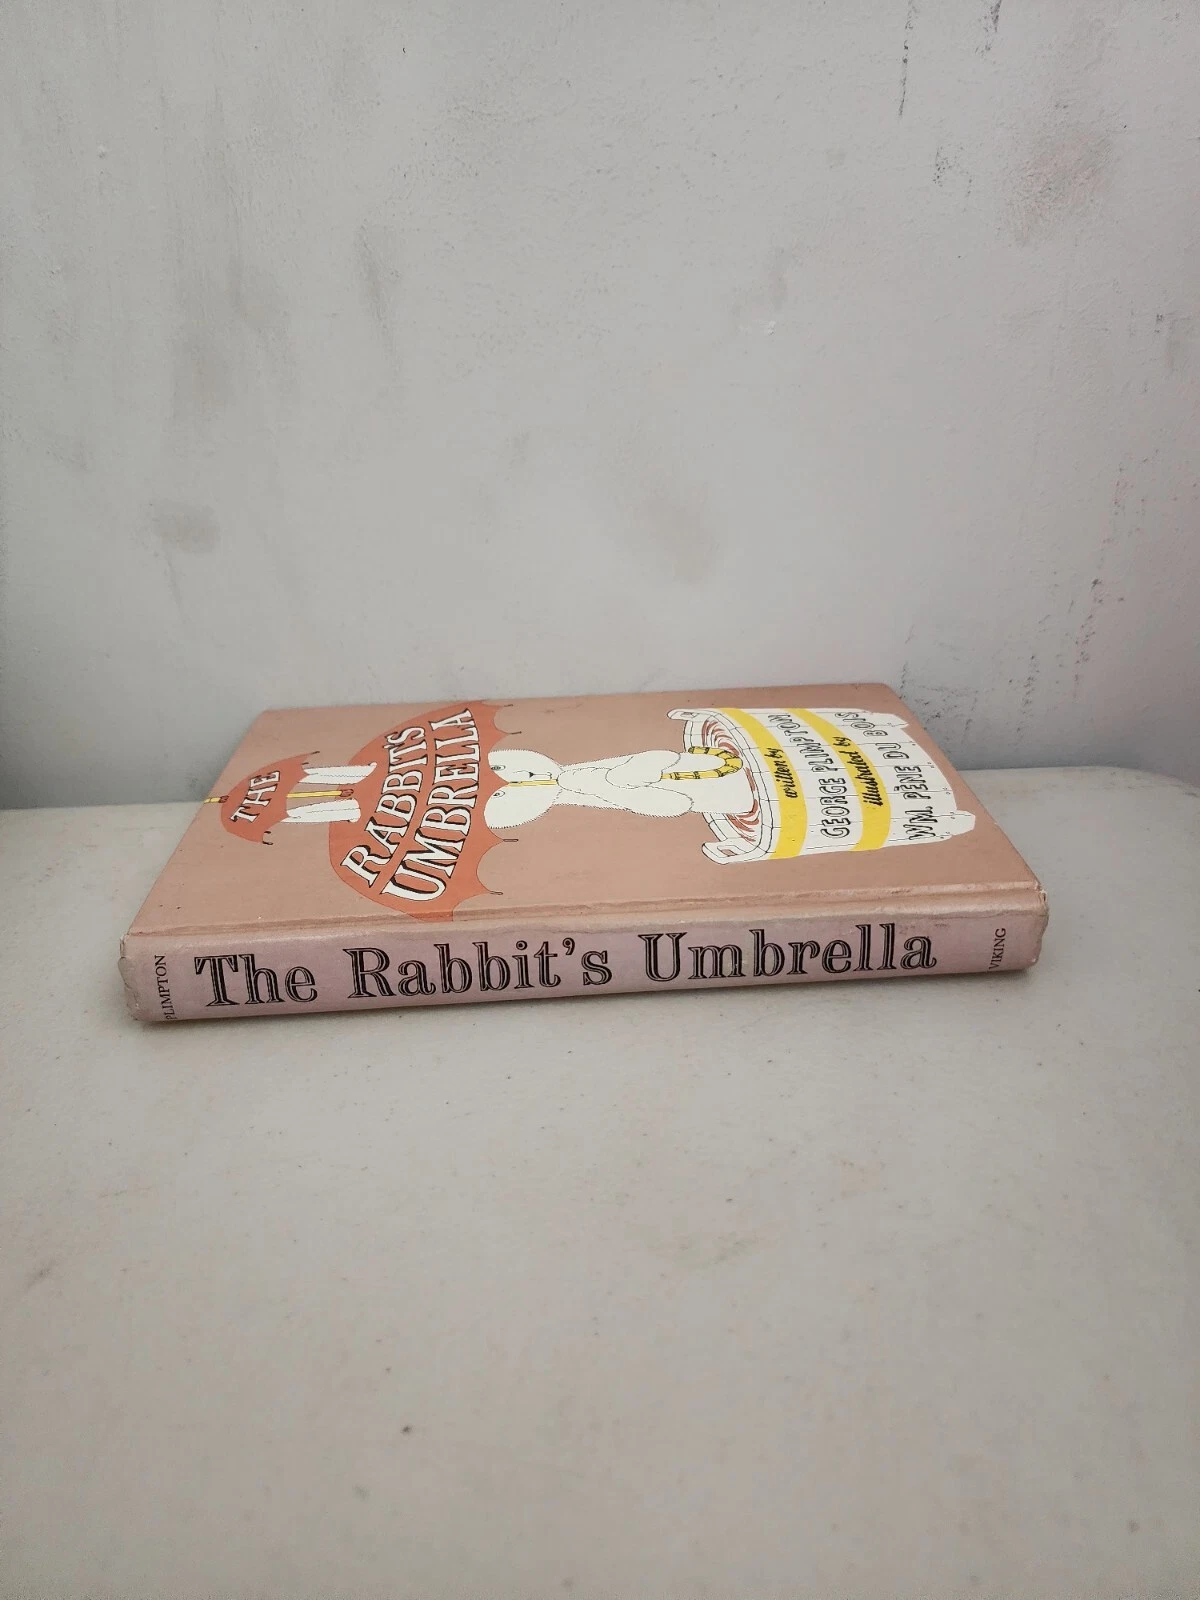 THE
RABBIT'S
UMBRELLA
written by
GEORGE PLIMPTON
illustrated by
WM. PÈNE DU BOIS
PLIMPTON
The Rabbit's Umbrella
VIKING